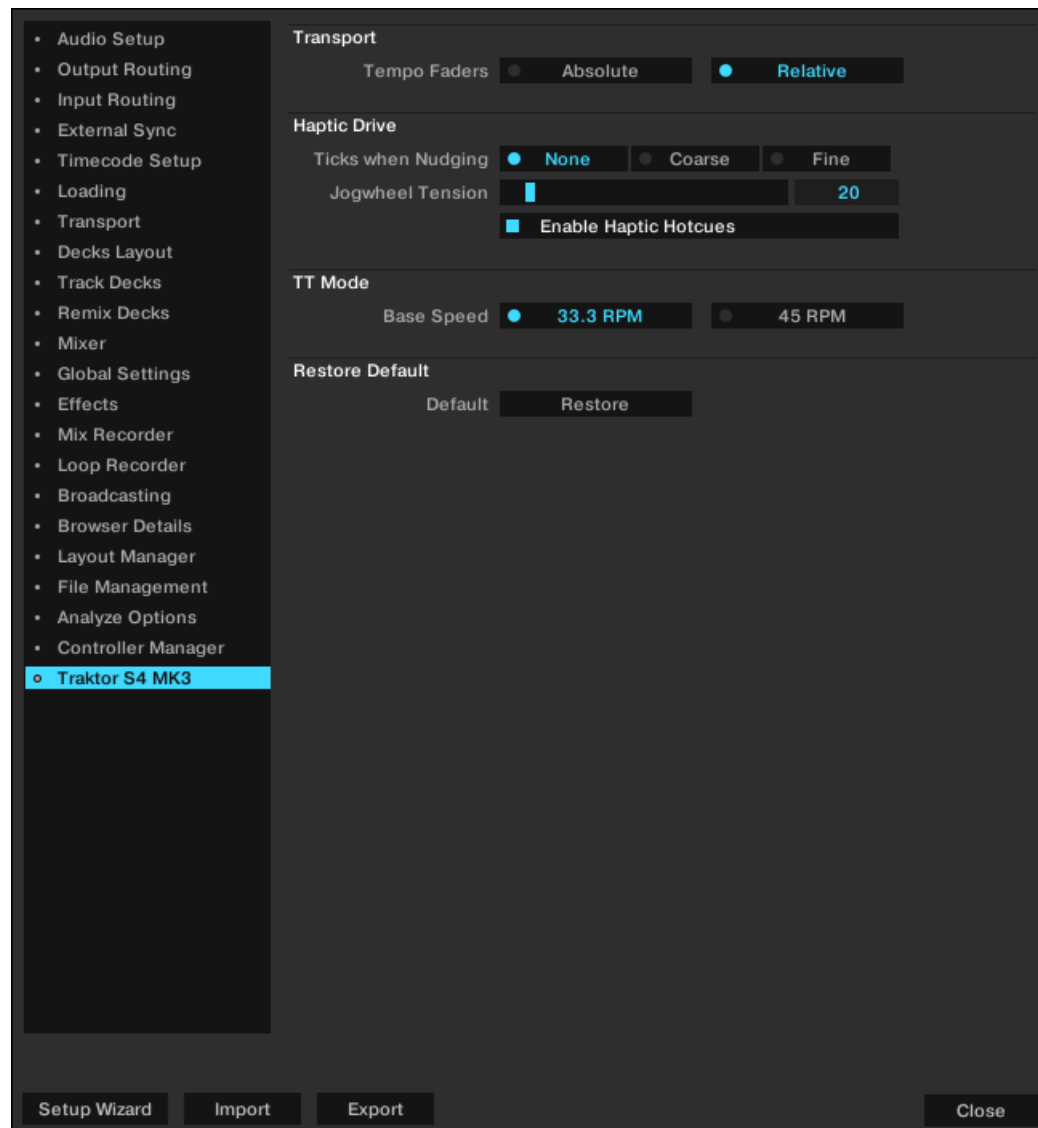 Audio Setup
Output Routing
Input Routing
External Sync
Timecode Setup
Loading
Transport
Decks Layout
Track Decks
Remix Decks
Mixer
Global Settings
Effects
Mix Recorder
Loop Recorder
Broadcasting
Browser Details
Layout Manager
File Management
Analyze Options
Controller Manager
Traktor S4 MK3
Transport
Tempo Faders Absolute Relative
Haptic Drive
Ticks when Nudging None Coarse Fine
Jogwheel Tension 20
Enable Haptic Hotcues
TT Mode
Base Speed 33.3 RPM 45 RPM
Restore Default
Default Restore
Setup Wizard Import Export Close